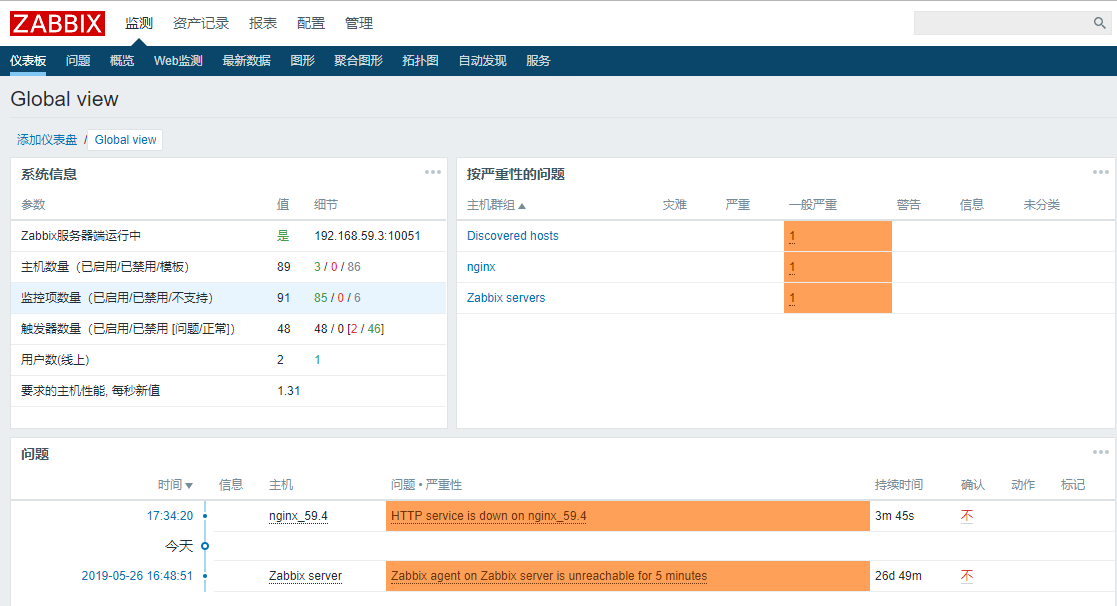 ZABBIX 监测 资产记录 报表 配置 管理
仪表板 问题 概览 Web监测 最新数据 图形 聚合图形 拓扑图 自动发现 服务
Global view
添加仪表盘 / Global view
系统信息
参数 值 细节
Zabbix服务器端运行中 是 192.168.59.3:10051
主机数量（已启用/已禁用/模板） 89 3 / 0 / 86
监控项数量（已启用/已禁用/不支持） 91 85 / 0 / 6
触发器数量（已启用/已禁用 [问题/正常]） 48 48 / 0 [2 / 46]
用户数(线上) 2 1
要求的主机性能, 每秒新值 1.31
按严重性的问题
主机群组 灾难 严重 一般严重 警告 信息 未分类
Discovered hosts 1
nginx 1
Zabbix servers 1
问题
时间 信息 主机 问题 • 严重性 持续时间 确认 动作 标记
17:34:20 nginx_59.4 HTTP service is down on nginx_59.4 3m 45s 不
今天
2019-05-26 16:48:51 Zabbix server Zabbix agent on Zabbix server is unreachable for 5 minutes 26d 49m 不